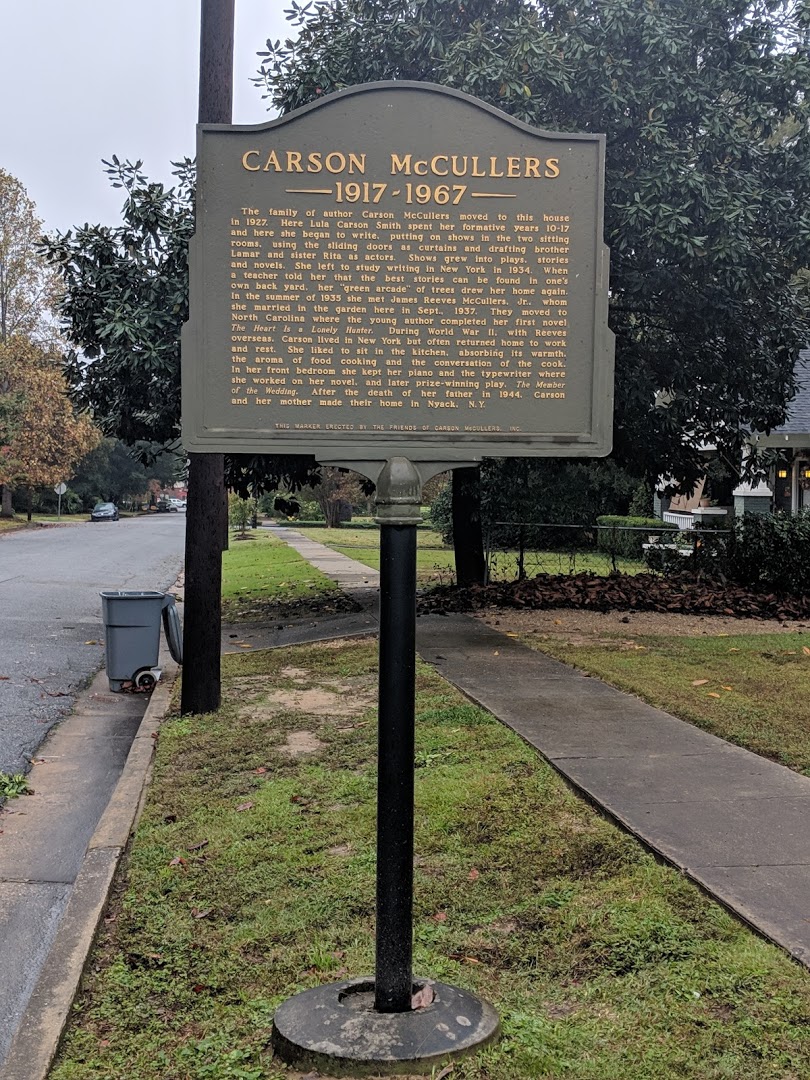 CARSON McCULLERS
1917-1967
The family of author Carson McCullers moved to this house
in 1927. Here Lula Carson Smith spent her formative years 10-17
and here she began to write, putting on shows in the two sitting
rooms, using the sliding doors as curtains and drafting brother
Lamar and sister Rita as actors. Shows grew into plays, stories
and novels. She left to study writing in New York in 1934. When
a teacher told her that the best stories can be found in one's
own back yard, her "green arcade" of trees drew her home again.
In the summer of 1935 she met James Reeves McCullers, Jr., whom
she married in the garden here in Sept., 1937. They moved to
North Carolina where the young author completed her first novel
The Heart Is a Lonely Hunter. During World War II, with Reeves
overseas, Carson lived in New York but often returned home to work
and rest. She liked to sit in the kitchen, absorbing its warmth,
the aroma of food cooking and the conversation of the cook.
In her front bedroom she kept her piano and the typewriter where
she worked on her novel, and later prize-winning play, The Member
of the Wedding. After the death of her father in 1944, Carson
and her mother made their home in Nyack, N.Y.
THIS MARKER ERECTED BY THE FRIENDS OF CARSON McCULLERS, INC.